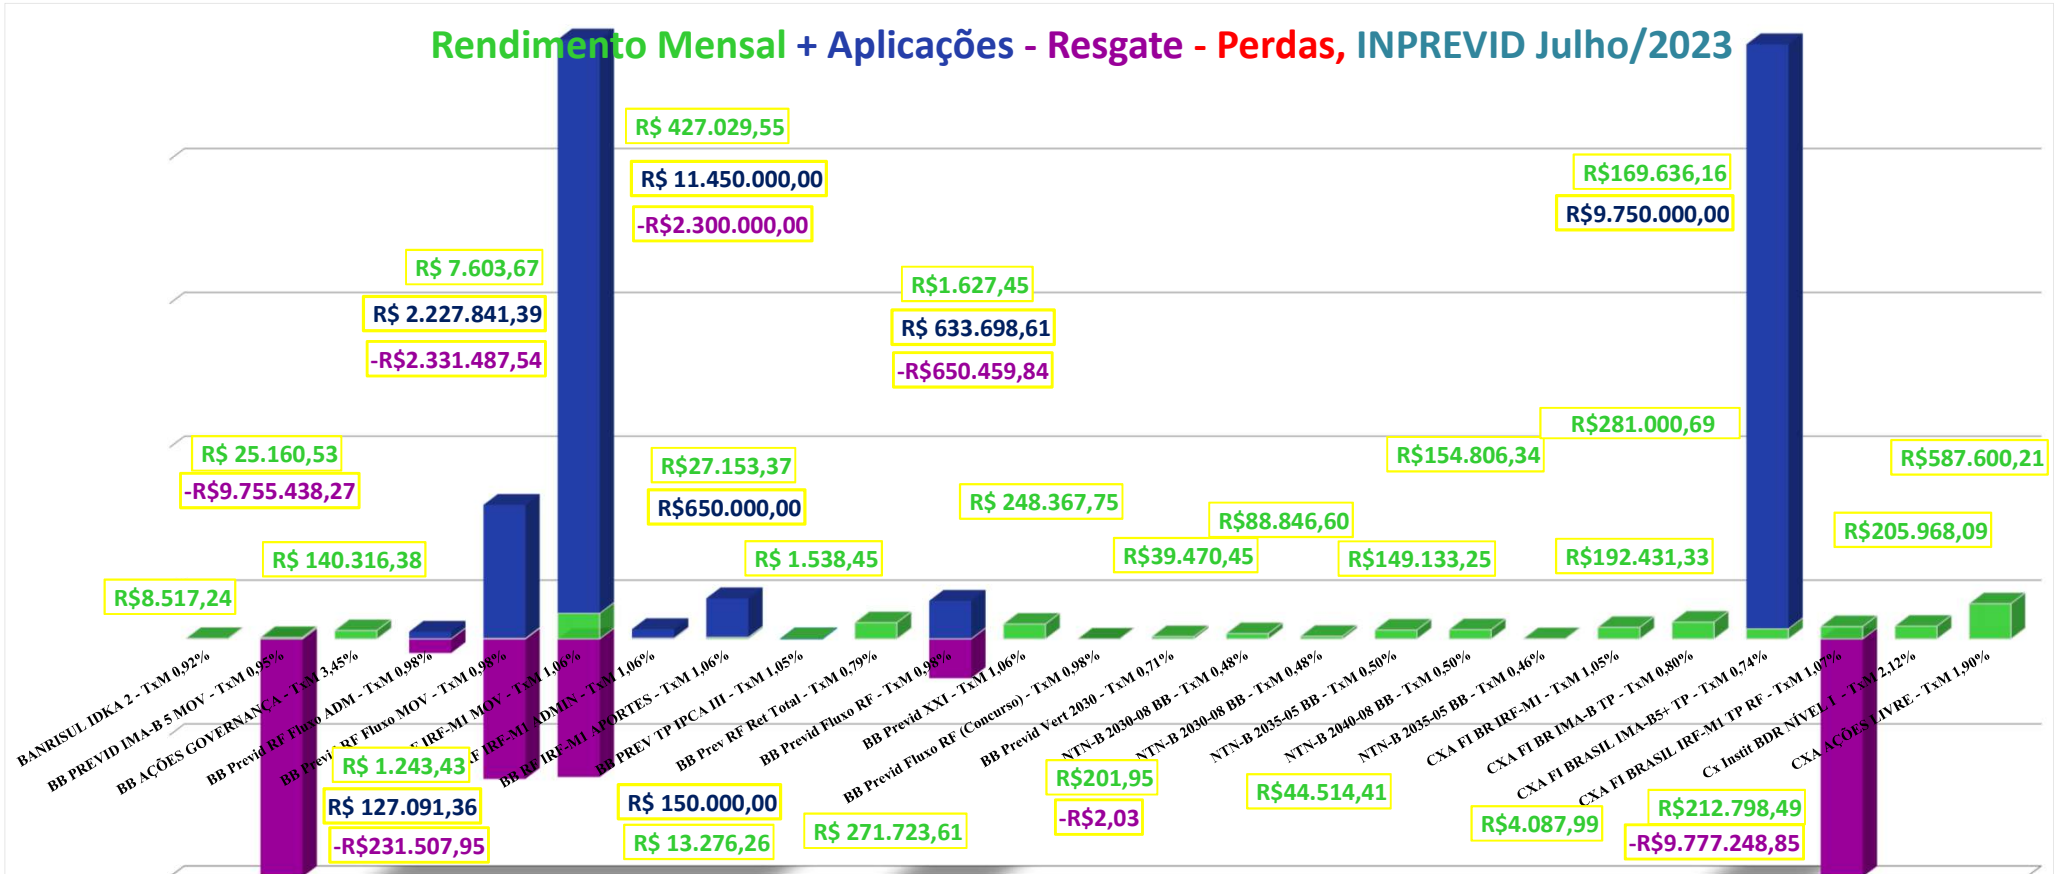 Rendimento Mensal + Aplicações - Resgate - Perdas, INPREVID Julho/2023
R$ 427.029,55
R$ 11.450.000,00
-R$2.300.000,00
R$169.636,16
R$9.750.000,00
R$ 7.603,67
R$ 2.227.841,39
-R$2.331.487,54
R$1.627,45
R$ 633.698,61
-R$650.459,84
R$ 25.160,53
-R$9.755.438,27
R$27.153,37
R$650.000,00
R$281.000,69
R$154.806,34
R$587.600,21
R$ 248.367,75
R$88.846,60
R$205.968,09
R$ 140.316,38
R$ 1.538,45
R$39.470,45
R$149.133,25
R$192.431,33
R$8.517,24
BANRISUL IDKA 2 - TxM 0,92%
BB PREVID IMA-B 5 MOV - TxM 0,95%
BB AÇÕES GOVERNANÇA - TxM 3,45%
BB Previd RF Fluxo ADM - TxM 0,98%
BB Previd RF Fluxo MOV - TxM 0,98%
RF IRF-M1 MOV - TxM 1,06%
RF IRF-M1 ADMIN - TxM 1,06%
BB RF IRF-M1 APORTES - TxM 1,06%
BB PREV TP IPCA III - TxM 1,05%
BB Prev RF Ret Total - TxM 0,79%
BB Previd Fluxo RF - TxM 0,98%
BB Previd XXI - TxM 1,06%
BB Previd Fluxo RF (Concurso) - TxM 0,98%
BB Previd Vert 2030 - TxM 0,71%
NTN-B 2030-08 BB - TxM 0,48%
NTN-B 2030-08 BB - TxM 0,48%
NTN-B 2035-05 BB - TxM 0,50%
NTN-B 2040-08 BB - TxM 0,50%
NTN-B 2035-05 BB - TxM 0,46%
CXA FI BR IRF-M1 - TxM 1,05%
CXA FI BR IMA-B TP - TxM 0,80%
CXA FI BRASIL IMA-B5+ TP - TxM 0,74%
CXA FI BRASIL IRF-M1 TP RF - TxM 1,07%
Cx Instit BDR NÍVEL I - TxM 2,12%
CXA AÇÕES LIVRE - TxM 1,90%
R$ 1.243,43
R$ 127.091,36
-R$231.507,95
R$ 150.000,00
R$ 13.276,26
R$ 271.723,61
R$201,95
-R$2,03
R$44.514,41
R$4.087,99
R$212.798,49
-R$9.777.248,85